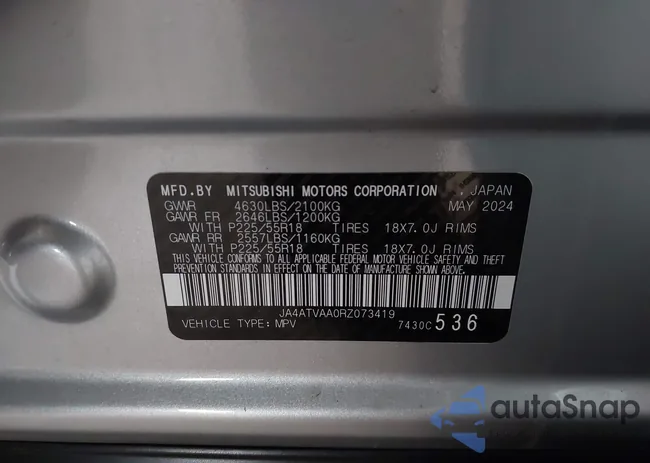 MFD.BY MITSUBISHI MOTORS CORPORATION , JAPAN
GVWR 4630LBS/2100KG MAY 2024
GAWR FR 2646LBS/1200KG
WITH P225/55R18 TIRES 18X7.0J RIMS
GAWR RR 2557LBS/1160KG
WITH P225/55R18 TIRES 18X7.0J RIMS
THIS VEHICLE CONFORMS TO ALL APPLICABLE FEDERAL MOTOR VEHICLE SAFETY AND THEFT
PREVENTION STANDARDS IN EFFECT ON THE DATE OF MANUFACTURE SHOWN ABOVE.
JA4ATVAA0RZ073419
VEHICLE TYPE:MPV 7430C 536
autoSnap